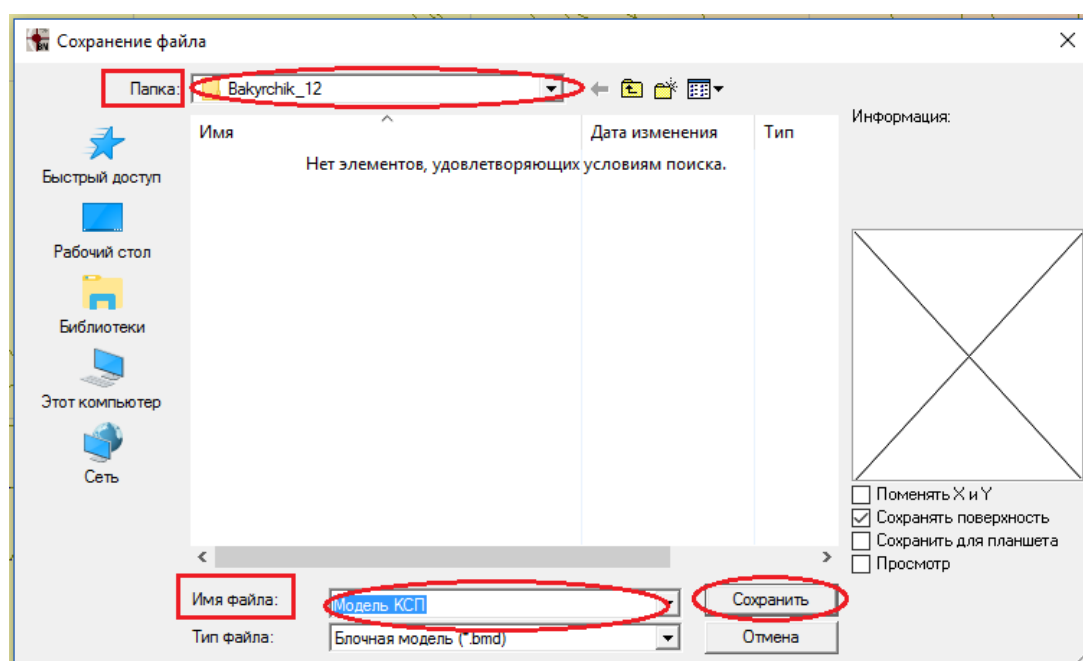 Сохранение файла
Папка:
Bakyrchik_12
Информация:
Имя
Дата изменения
Тип
Нет элементов, удовлетворяющих условиям поиска.
Быстрый доступ
Рабочий стол
Библиотеки
Этот компьютер
Сеть
Поменять X и Y
Сохранять поверхность
Сохранить для планшета
Просмотр
Имя файла:
Модель КСП
Сохранить
Тип файла:
Блочная модель (*.bmd)
Отмена